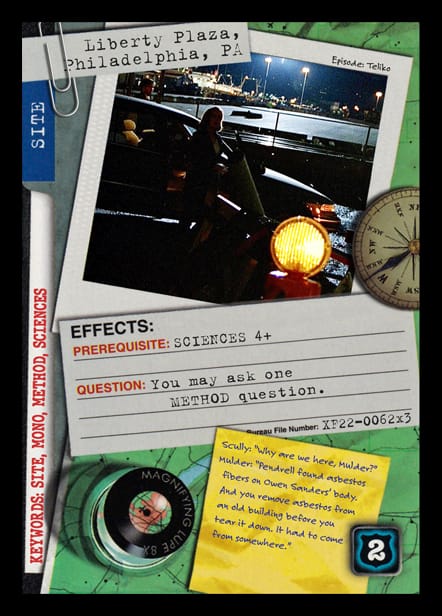 Liberty Plaza,
Philadelphia, PA
Episode: Teliko
SITE
KEYWORDS: SITE, MONO, METHOD, SCIENCES
EFFECTS:
PREREQUISITE: SCIENCES 4+
QUESTION: You may ask one
METHOD question.
Bureau File Number: XF22-0062x3
Scully: "Why are we here, Mulder?"
Mulder: "Pendrell found asbestos
fibers on Owen Sanders' body.
And you remove asbestos from
an old building before you
tear it down. It had to come
from somewhere."
MAGNIFYING LUPE 8X
NW
W
2